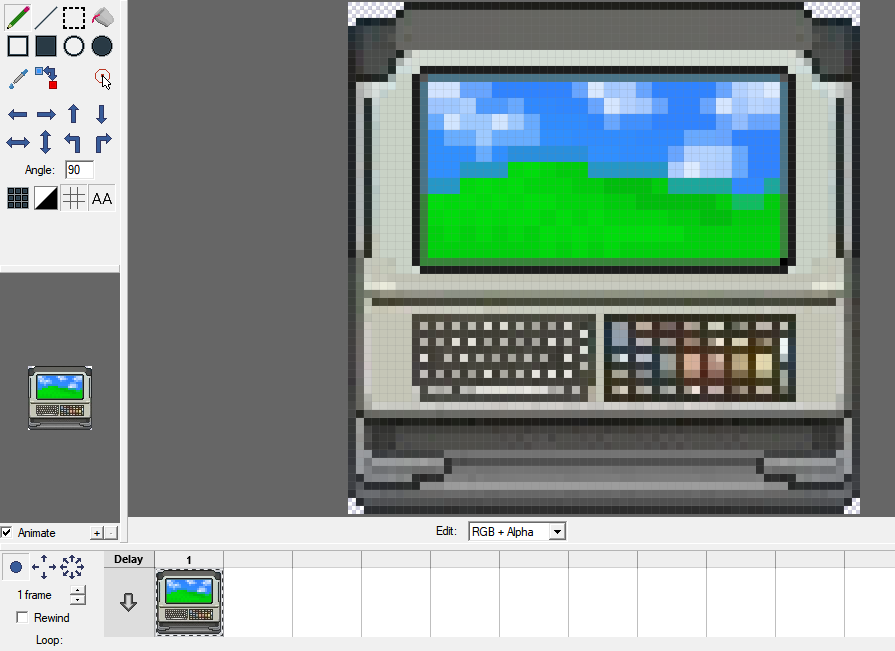 Angle: 90
AA
Animate + -
Edit: RGB + Alpha
Delay 1
1 frame
Rewind
Loop: